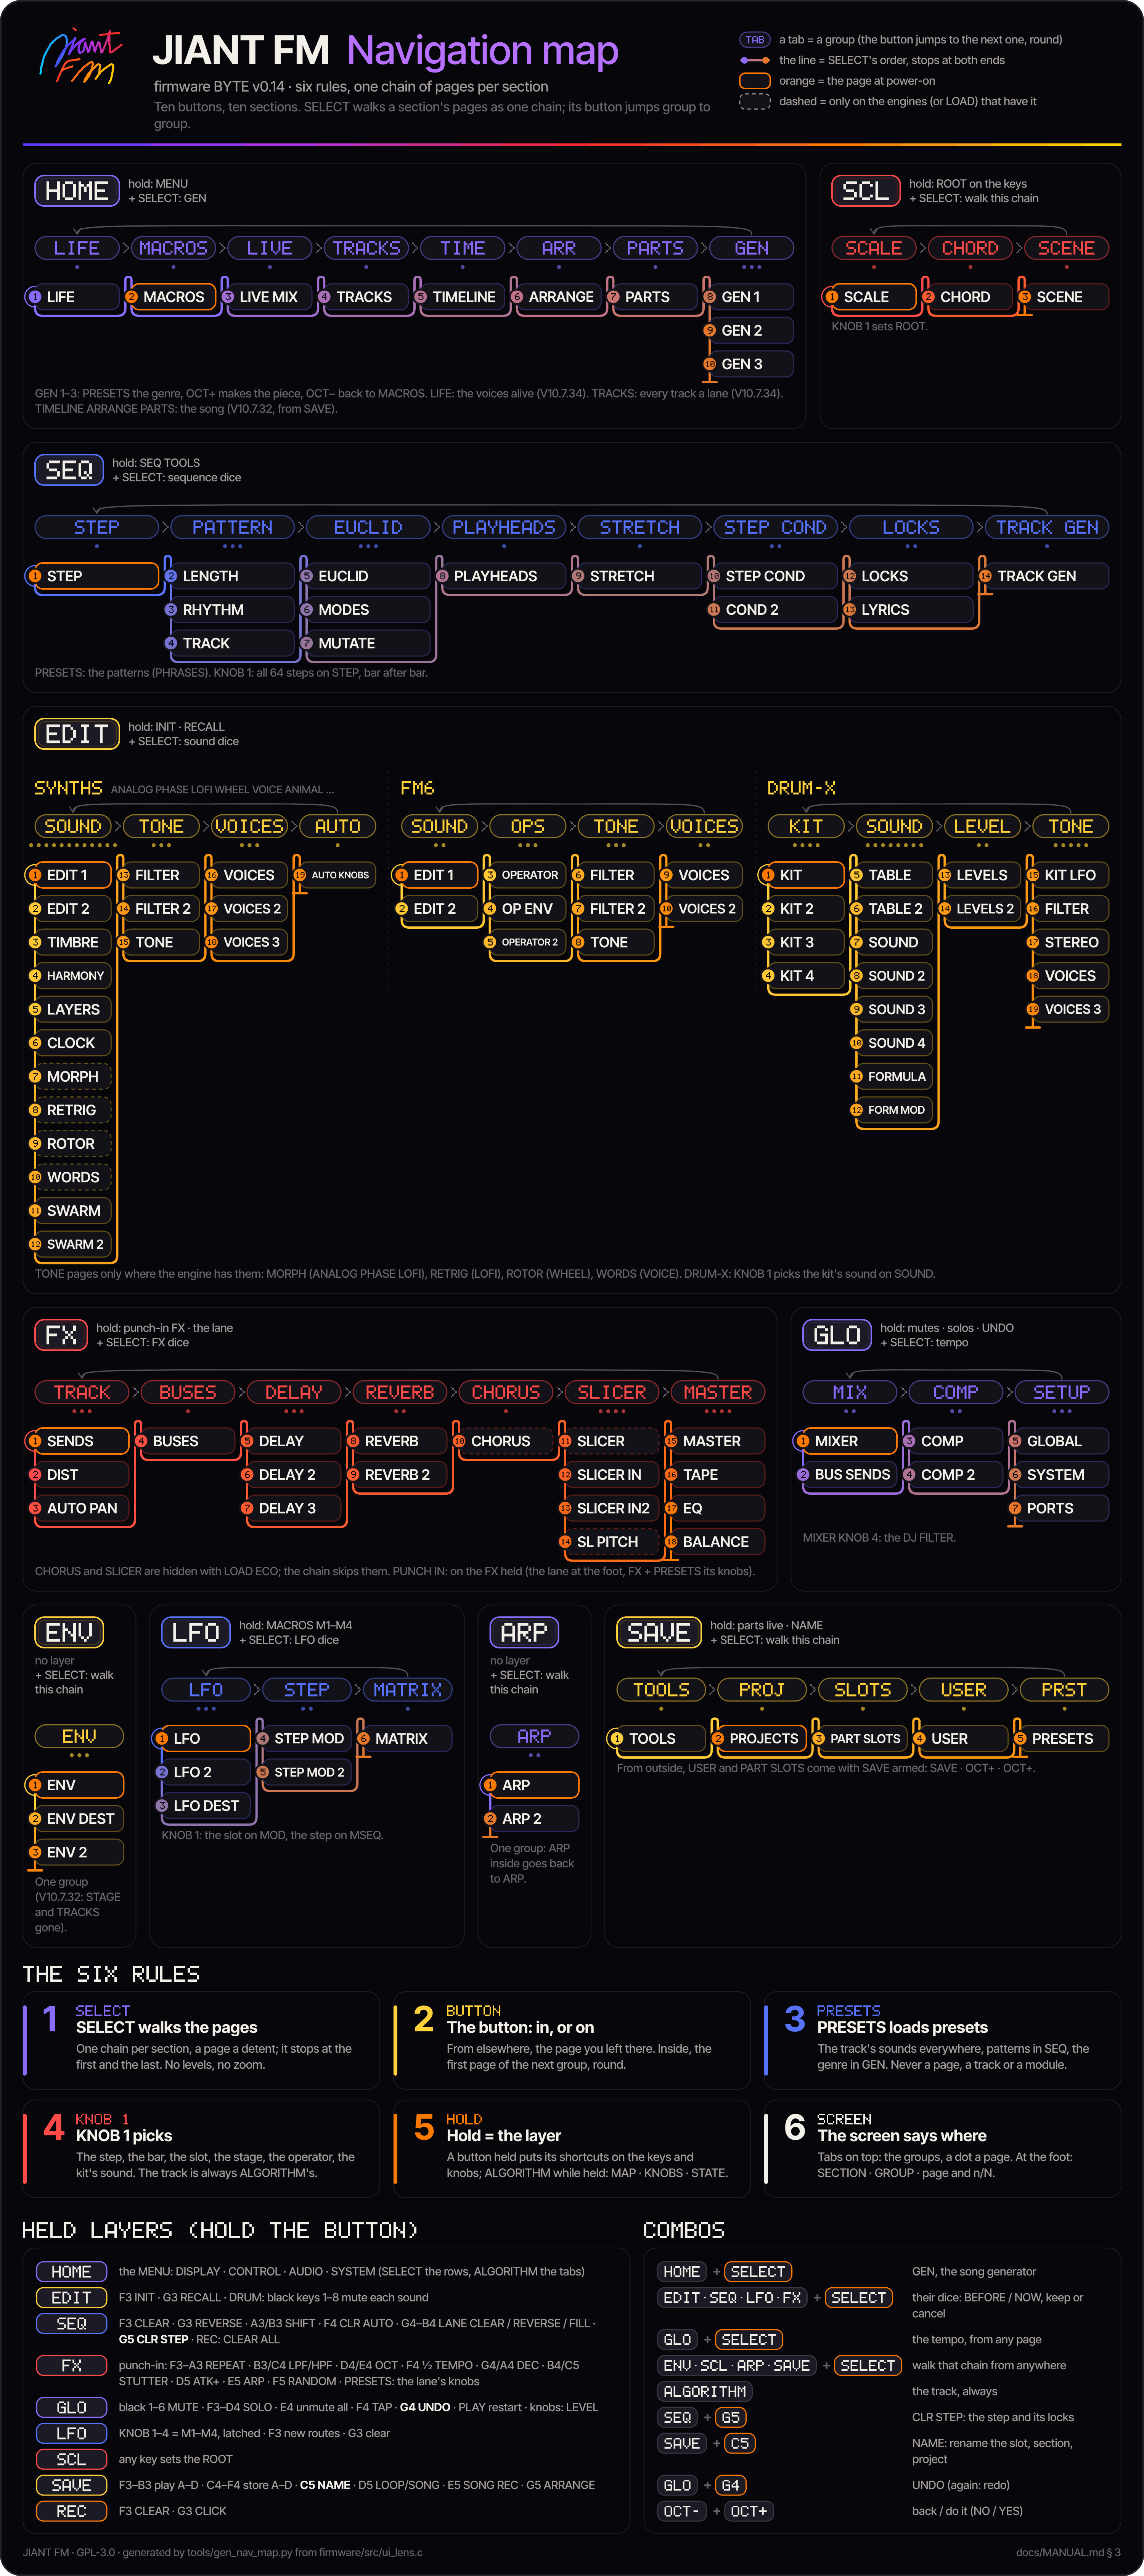 jiant
Fm
JIANT FM Navigation map
firmware BYTE v0.14 · six rules, one chain of pages per section
Ten buttons, ten sections. SELECT walks a section's pages as one chain; its button jumps group to
group.
TAB a tab = a group (the button jumps to the next one, round)
the line = SELECT's order, stops at both ends
orange = the page at power-on
dashed = only on the engines (or LOAD) that have it
HOME
hold: MENU
+ SELECT: GEN
LIFE > MACROS > LIVE > TRACKS > TIME > ARR > PARTS > GEN
1 LIFE 2 MACROS 3 LIVE MIX 4 TRACKS 5 TIMELINE 6 ARRANGE 7 PARTS 8 GEN 1
9 GEN 2
10 GEN 3
GEN 1–3: PRESETS the genre, OCT+ makes the piece, OCT– back to MACROS. LIFE: the voices alive (V10.7.34). TRACKS: every track a lane (V10.7.34).
TIMELINE ARRANGE PARTS: the song (V10.7.32, from SAVE).
SCL
hold: ROOT on the keys
+ SELECT: walk this chain
SCALE > CHORD > SCENE
1 SCALE 2 CHORD 3 SCENE
KNOB 1 sets ROOT.
SEQ
hold: SEQ TOOLS
+ SELECT: sequence dice
STEP > PATTERN > EUCLID > PLAYHEADS > STRETCH > STEP COND > LOCKS > TRACK GEN
1 STEP 2 LENGTH 5 EUCLID 8 PLAYHEADS 9 STRETCH 10 STEP COND 12 LOCKS 14 TRACK GEN
3 RHYTHM 6 MODES 11 COND 2 13 LYRICS
4 TRACK 7 MUTATE
PRESETS: the patterns (PHRASES). KNOB 1: all 64 steps on STEP, bar after bar.
EDIT
hold: INIT · RECALL
+ SELECT: sound dice
SYNTHS ANALOG PHASE LOFI WHEEL VOICE ANIMAL ...
SOUND > TONE > VOICES > AUTO
1 EDIT 1 13 FILTER 16 VOICES 19 AUTO KNOBS
2 EDIT 2 14 FILTER 2 17 VOICES 2
3 TIMBRE 15 TONE 18 VOICES 3
4 HARMONY
5 LAYERS
6 CLOCK
7 MORPH
8 RETRIG
9 ROTOR
10 WORDS
11 SWARM
12 SWARM 2
FM6
SOUND > OPS > TONE > VOICES
1 EDIT 1 3 OPERATOR 6 FILTER 9 VOICES
2 EDIT 2 4 OP ENV 7 FILTER 2 10 VOICES 2
5 OPERATOR 2 8 TONE
DRUM-X
KIT > SOUND > LEVEL > TONE
1 KIT 5 TABLE 13 LEVELS 15 KIT LFO
2 KIT 2 6 TABLE 2 14 LEVELS 2 16 FILTER
3 KIT 3 7 SOUND 17 STEREO
4 KIT 4 8 SOUND 2 18 VOICES
9 SOUND 3 19 VOICES 3
10 SOUND 4
11 FORMULA
12 FORM MOD
TONE pages only where the engine has them: MORPH (ANALOG PHASE LOFI), RETRIG (LOFI), ROTOR (WHEEL), WORDS (VOICE). DRUM-X: KNOB 1 picks the kit's sound on SOUND.
FX
hold: punch-in FX · the lane
+ SELECT: FX dice
TRACK > BUSES > DELAY > REVERB > CHORUS > SLICER > MASTER
1 SENDS 4 BUSES 5 DELAY 8 REVERB 10 CHORUS 11 SLICER 15 MASTER
2 DIST 6 DELAY 2 9 REVERB 2 12 SLICER IN 16 TAPE
3 AUTO PAN 7 DELAY 3 13 SLICER IN2 17 EQ
14 SL PITCH 18 BALANCE
CHORUS and SLICER are hidden with LOAD ECO; the chain skips them. PUNCH IN: on the FX held (the lane at the foot, FX + PRESETS its knobs).
GLO
hold: mutes · solos · UNDO
+ SELECT: tempo
MIX > COMP > SETUP
1 MIXER 3 COMP 5 GLOBAL
2 BUS SENDS 4 COMP 2 6 SYSTEM
7 PORTS
MIXER KNOB 4: the DJ FILTER.
ENV
no layer
+ SELECT: walk
this chain
ENV
1 ENV
2 ENV DEST
3 ENV 2
One group
(V10.7.32: STAGE
and TRACKS
gone).
LFO
hold: MACROS M1–M4
+ SELECT: LFO dice
LFO > STEP > MATRIX
1 LFO 4 STEP MOD 6 MATRIX
2 LFO 2 5 STEP MOD 2
3 LFO DEST
KNOB 1: the slot on MOD, the step on MSEQ.
ARP
no layer
+ SELECT: walk
this chain
ARP
1 ARP
2 ARP 2
One group: ARP
inside goes back
to ARP.
SAVE
hold: parts live · NAME
+ SELECT: walk this chain
TOOLS > PROJ > SLOTS > USER > PRST
1 TOOLS 2 PROJECTS 3 PART SLOTS 4 USER 5 PRESETS
From outside, USER and PART SLOTS come with SAVE armed: SAVE · OCT+ · OCT+.
THE SIX RULES
1 SELECT
SELECT walks the pages
One chain per section, a page a detent; it stops at the
first and the last. No levels, no zoom.
2 BUTTON
The button: in, or on
From elsewhere, the page you left there. Inside, the
first page of the next group, round.
3 PRESETS
PRESETS loads presets
The track's sounds everywhere, patterns in SEQ, the
genre in GEN. Never a page, a track or a module.
4 KNOB 1
KNOB 1 picks
The step, the bar, the slot, the stage, the operator, the
kit's sound. The track is always ALGORITHM's.
5 HOLD
Hold = the layer
A button held puts its shortcuts on the keys and
knobs; ALGORITHM while held: MAP · KNOBS · STATE.
6 SCREEN
The screen says where
Tabs on top: the groups, a dot a page. At the foot:
SECTION · GROUP · page and n/N.
HELD LAYERS (HOLD THE BUTTON)
HOME the MENU: DISPLAY · CONTROL · AUDIO · SYSTEM (SELECT the rows, ALGORITHM the tabs)
EDIT F3 INIT · G3 RECALL · DRUM: black keys 1–8 mute each sound
SEQ F3 CLEAR · G3 REVERSE · A3/B3 SHIFT · F4 CLR AUTO · G4–B4 LANE CLEAR / REVERSE / FILL ·
G5 CLR STEP · REC: CLEAR ALL
FX punch-in: F3–A3 REPEAT · B3/C4 LPF/HPF · D4/E4 OCT · F4 ½ TEMPO · G4/A4 DEC · B4/C5
STUTTER · D5 ATK+ · E5 ARP · F5 RANDOM · PRESETS: the lane's knobs
GLO black 1–6 MUTE · F3–D4 SOLO · E4 unmute all · F4 TAP · G4 UNDO · PLAY restart · knobs: LEVEL
LFO KNOB 1–4 = M1–M4, latched · F3 new routes · G3 clear
SCL any key sets the ROOT
SAVE F3–B3 play A–D · C4–F4 store A–D · C5 NAME · D5 LOOP/SONG · E5 SONG REC · G5 ARRANGE
REC F3 CLEAR · G3 CLICK
COMBOS
HOME + SELECT GEN, the song generator
EDIT·SEQ·LFO·FX + SELECT their dice: BEFORE / NOW, keep or
cancel
GLO + SELECT the tempo, from any page
ENV·SCL·ARP·SAVE + SELECT walk that chain from anywhere
ALGORITHM the track, always
SEQ + G5 CLR STEP: the step and its locks
SAVE + C5 NAME: rename the slot, section,
project
GLO + G4 UNDO (again: redo)
OCT- + OCT+ back / do it (NO / YES)
JIANT FM · GPL-3.0 · generated by tools/gen_nav_map.py from firmware/src/ui_lens.c
docs/MANUAL.md § 3